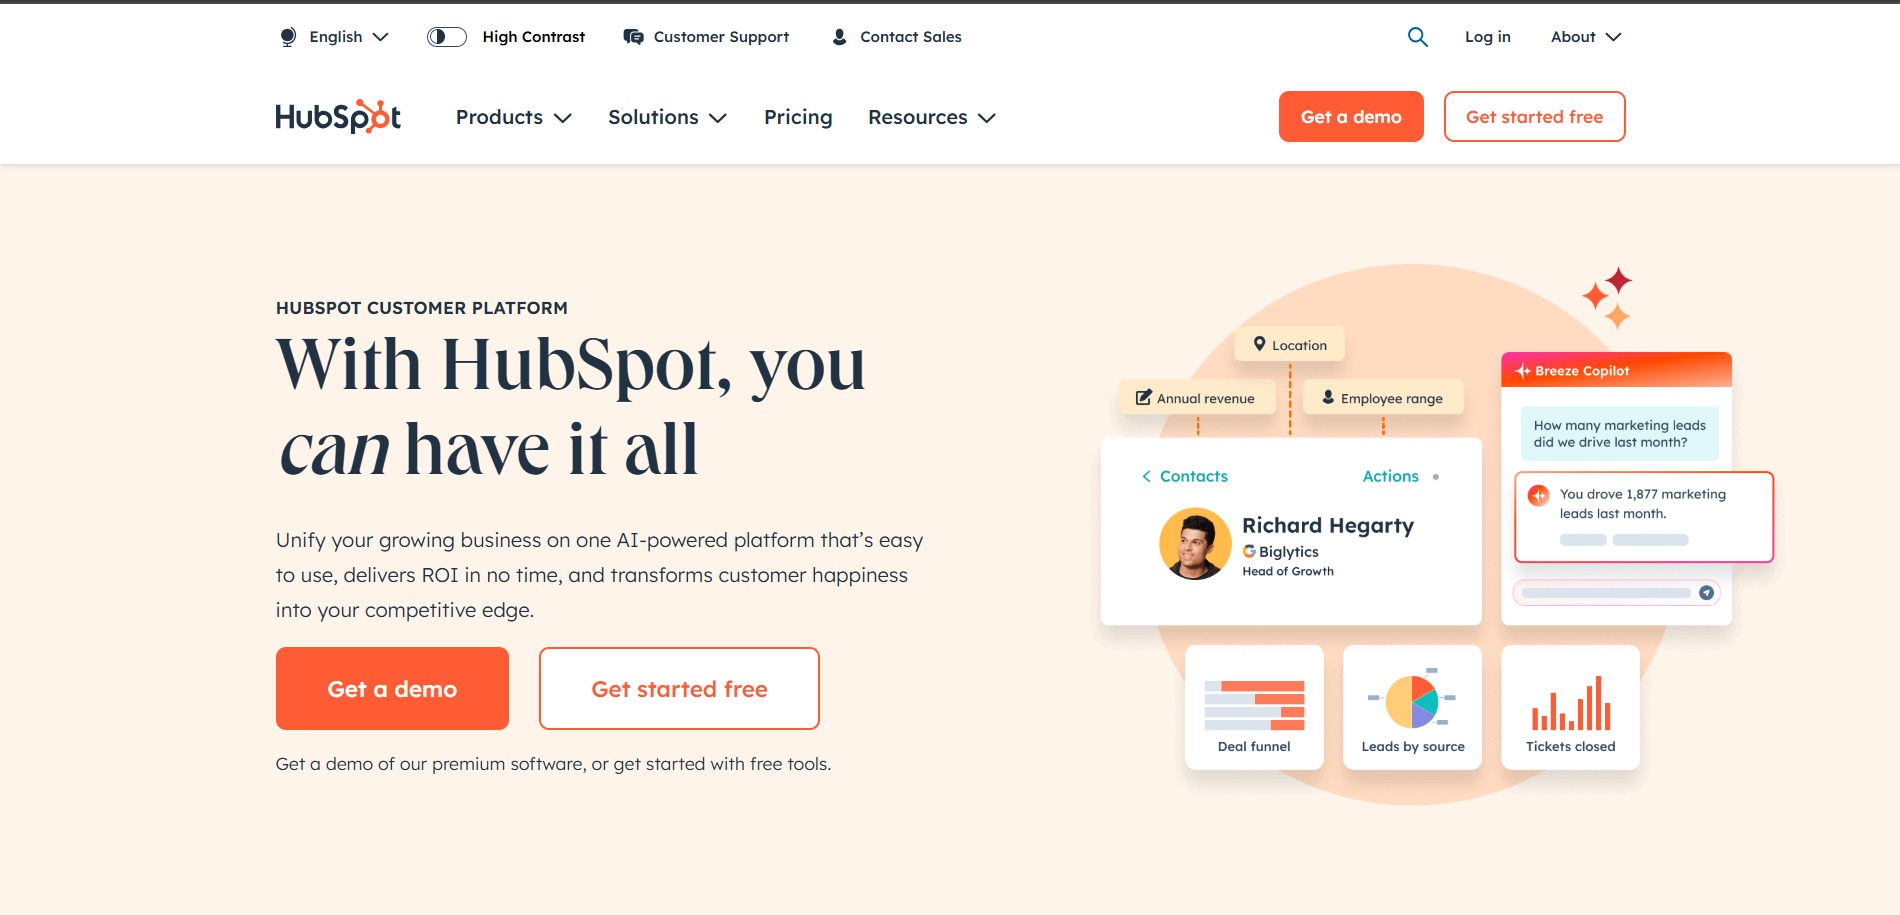 English
High Contrast
Customer Support
Contact Sales
Log in
About
HubSpot
Products
Solutions
Pricing
Resources
Get a demo
Get started free
HUBSPOT CUSTOMER PLATFORM
With HubSpot, you
can have it all
Unify your growing business on one AI-powered platform that’s easy
to use, delivers ROI in no time, and transforms customer happiness
into your competitive edge.
Get a demo
Get started free
Get a demo of our premium software, or get started with free tools.
Location
Annual revenue
Employee range
Contacts
Actions
Richard Hegarty
Biglytics
Head of Growth
Breeze Copilot
How many marketing leads
did we drive last month?
You drove 1,877 marketing
leads last month.
Deal funnel
Leads by source
Tickets closed